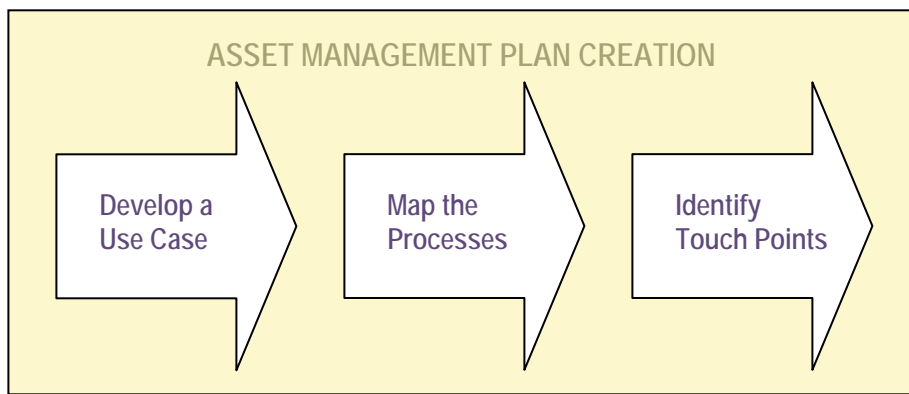 ASSET MANAGEMENT PLAN CREATION
Develop a
Use Case
Map the
Processes
Identify
Touch Points